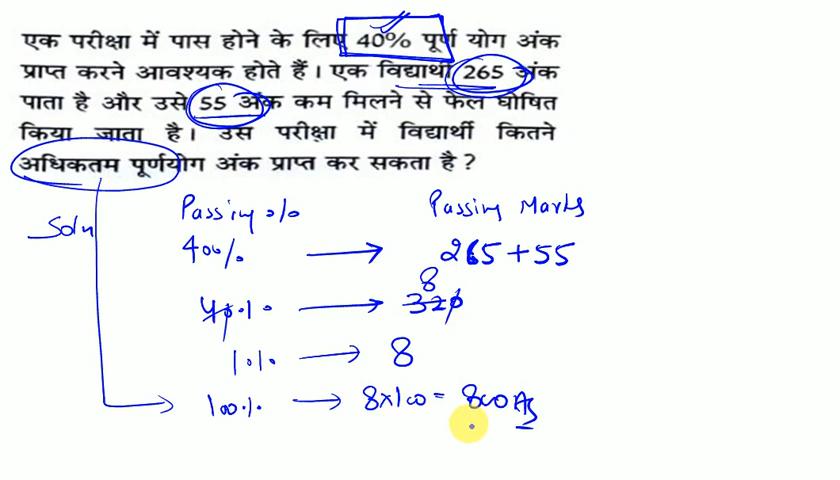 एक परीक्षा में पास होने के लिए 40% पूर्ण योग अंक
प्राप्त करने आवश्यक होते हैं। एक विद्यार्थी 265 अंक
पाता है और उसे 55 अंक कम मिलने से फेल घोषित
किया जाता है। उस परीक्षा में विद्यार्थी कितने
अधिकतम पूर्णयोग अंक प्राप्त कर सकता है ?
Soln
Passing % Passing Marks
40% → 265+55
40% → 320 8
1% → 8
100% → 8×100 = 800 Ans